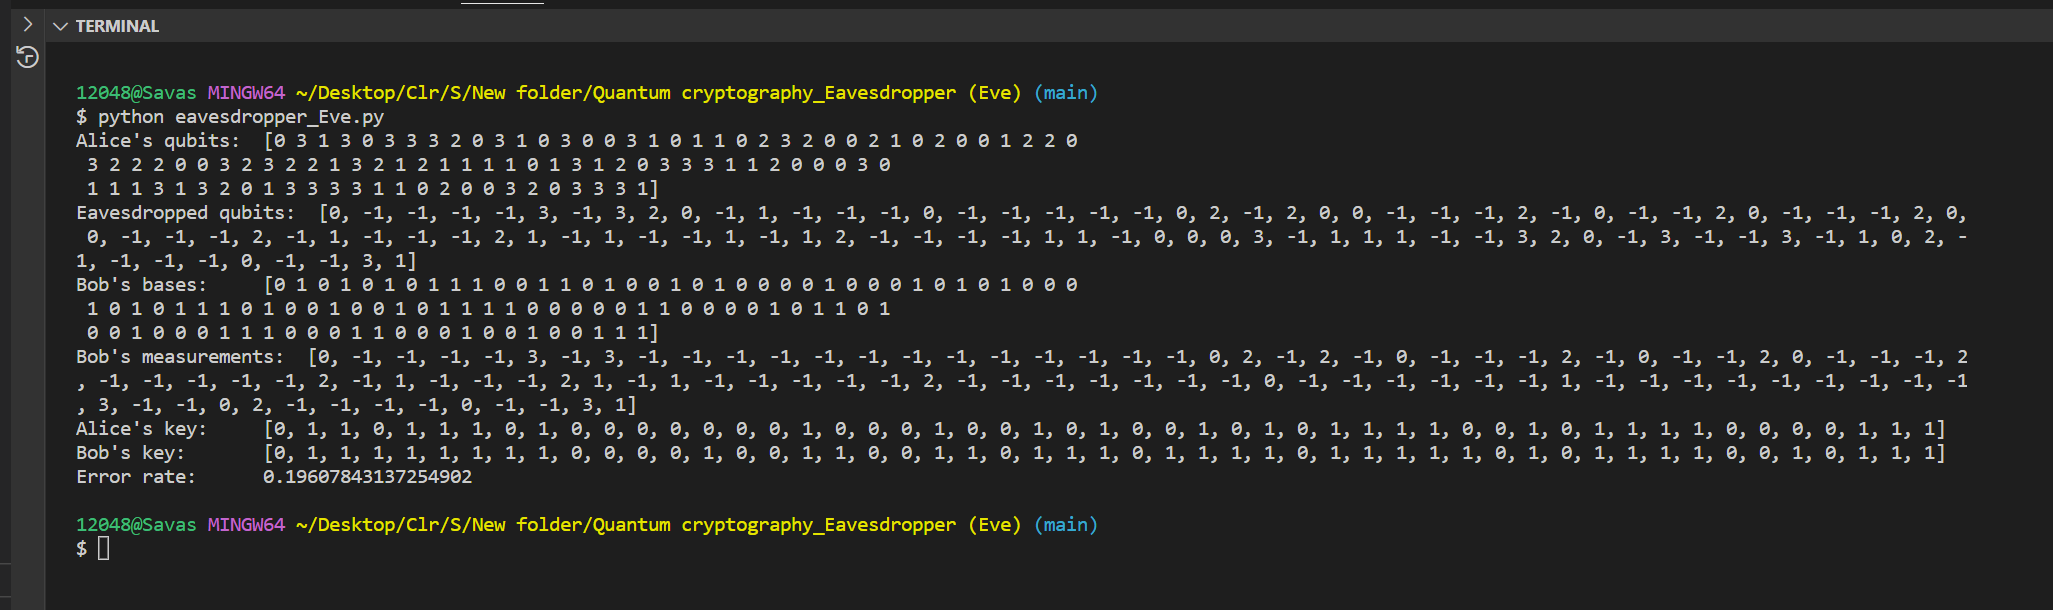 TERMINAL
12048@Savas MINGW64 ~/Desktop/Clr/S/New folder/Quantum cryptography_Eavesdropper (Eve) (main)
$ python eavesdropper_Eve.py
Alice's qubits:  [0 3 1 3 0 3 3 3 2 0 3 1 0 3 0 0 3 1 0 1 1 0 2 3 2 0 0 2 1 0 2 0 0 1 2 2 0
 3 2 2 2 0 0 3 2 3 2 2 1 3 2 1 2 1 1 1 1 0 1 3 1 2 0 3 3 3 1 1 2 0 0 0 3 0
 1 1 1 3 1 3 2 0 1 3 3 3 3 1 1 0 2 0 0 3 2 0 3 3 3 1]
Eavesdropped qubits:  [0, -1, -1, -1, -1, 3, -1, 3, 2, 0, -1, 1, -1, -1, -1, 0, -1, -1, -1, -1, -1, 0, 2, -1, 2, 0, 0, -1, -1, -1, 2, -1, 0, -1, -1, 2, 0, -1, -1, -1, 2, 0,
 0, -1, -1, -1, 2, -1, 1, -1, -1, -1, 2, 1, -1, 1, -1, -1, 1, -1, 1, 2, -1, -1, -1, -1, 1, 1, -1, 0, 0, 0, 3, -1, 1, 1, 1, -1, -1, 3, 2, 0, -1, 3, -1, -1, 3, -1, 1, 0, 2, -
1, -1, -1, -1, 0, -1, -1, 3, 1]
Bob's bases:     [0 1 0 1 0 1 0 1 1 1 0 0 1 1 0 1 0 0 1 0 1 0 0 0 0 1 0 0 0 1 0 1 0 1 0 0 0
 1 0 1 0 1 1 1 0 1 0 0 1 0 0 1 0 1 1 1 1 0 0 0 0 0 1 1 0 0 0 0 1 0 1 1 0 1
 0 0 1 0 0 0 1 1 1 0 0 0 1 1 0 0 0 1 0 0 1 0 0 1 1 1]
Bob's measurements:  [0, -1, -1, -1, -1, 3, -1, 3, -1, -1, -1, -1, -1, -1, -1, -1, -1, -1, -1, -1, -1, 0, 2, -1, 2, -1, 0, -1, -1, -1, 2, -1, 0, -1, -1, 2, 0, -1, -1, -1, 2
, -1, -1, -1, -1, -1, 2, -1, 1, -1, -1, -1, 2, 1, -1, 1, -1, -1, -1, -1, -1, 2, -1, -1, -1, -1, -1, -1, -1, 0, -1, -1, -1, -1, -1, -1, 1, -1, -1, -1, -1, -1, -1, -1, -1, -1
, 3, -1, -1, 0, 2, -1, -1, -1, -1, 0, -1, -1, 3, 1]
Alice's key:     [0, 1, 1, 0, 1, 1, 1, 0, 1, 0, 0, 0, 0, 0, 0, 0, 1, 0, 0, 0, 1, 0, 0, 1, 0, 1, 0, 0, 1, 0, 1, 0, 1, 1, 1, 1, 0, 0, 1, 0, 1, 1, 1, 1, 0, 0, 0, 0, 1, 1, 1]
Bob's key:       [0, 1, 1, 1, 1, 1, 1, 1, 1, 0, 0, 0, 0, 1, 0, 0, 1, 1, 0, 0, 1, 1, 0, 1, 1, 1, 0, 1, 1, 1, 1, 0, 1, 1, 1, 1, 1, 0, 1, 0, 1, 1, 1, 1, 0, 0, 1, 0, 1, 1, 1]
Error rate:      0.19607843137254902
12048@Savas MINGW64 ~/Desktop/Clr/S/New folder/Quantum cryptography_Eavesdropper (Eve) (main)
$